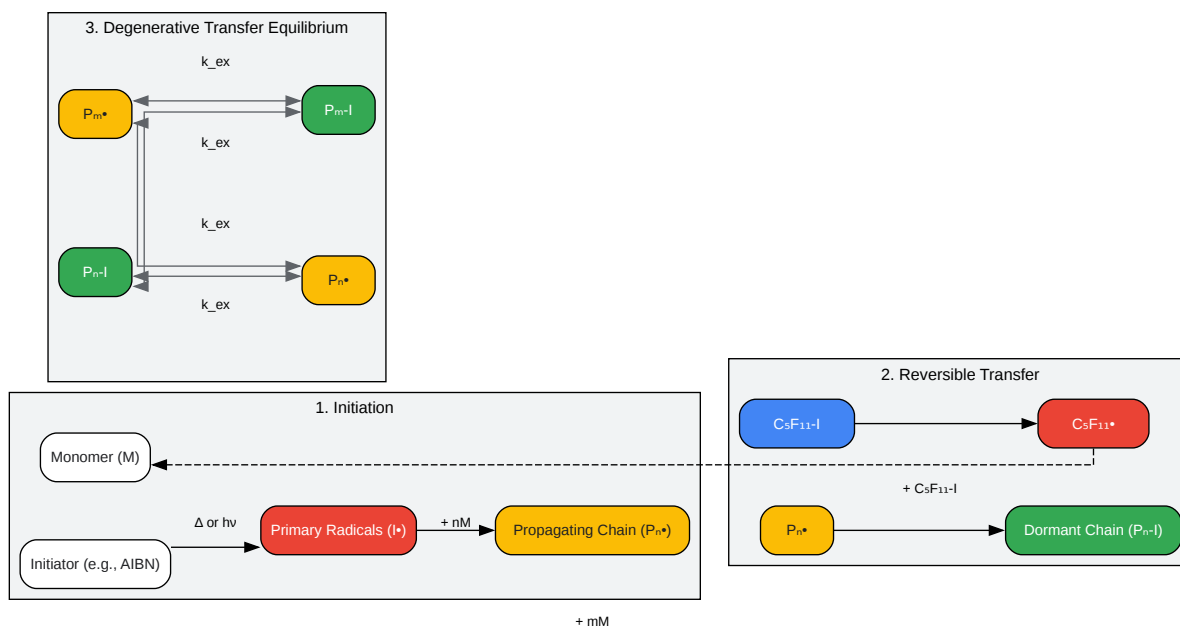 3. Degenerative Transfer Equilibrium
k_ex
Pₘ•
Pₘ-I
k_ex
k_ex
Pₙ-I
Pₙ•
k_ex
2. Reversible Transfer
C₅F₁₁-I
C₅F₁₁•
+ C₅F₁₁-I
Pₙ•
Dormant Chain (Pₙ-I)
1. Initiation
Monomer (M)
Δ or hν
Primary Radicals (I•)
+ nM
Propagating Chain (Pₙ•)
Initiator (e.g., AIBN)
+ mM